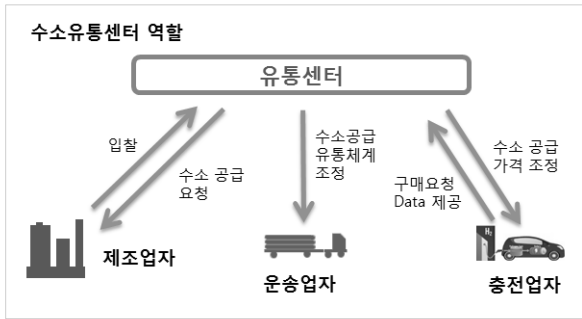 수소유통센터 역할
유통센터
입찰
수소 공급
요청
수소공급
유통체계
조정
구매요청
Data 제공
수소 공급
가격 조정
제조업자
운송업자
H₂
충전업자